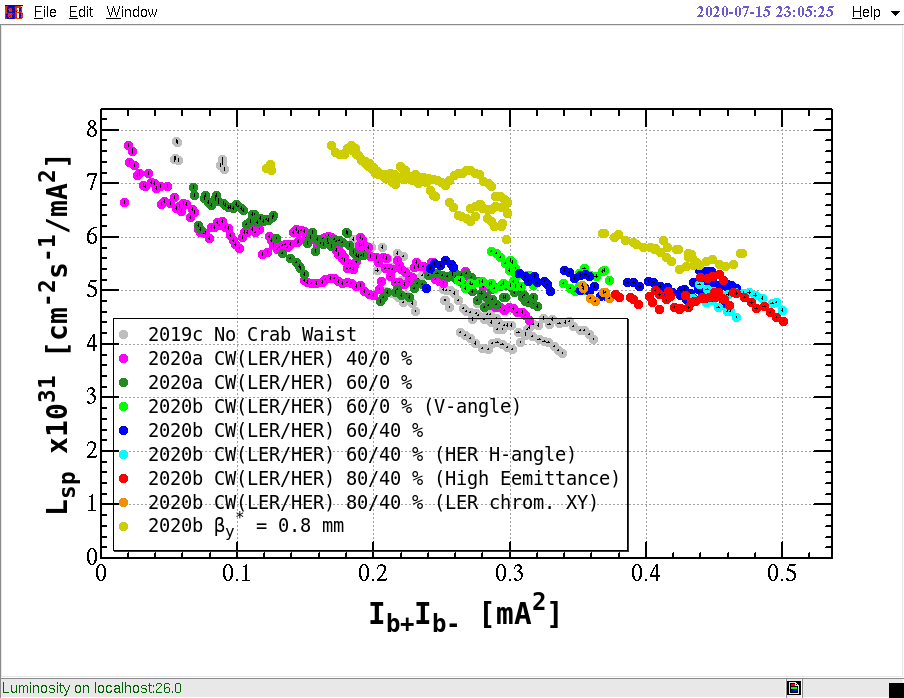 File Edit Window 2020-07-15 23:05:25 Help
8
7
6
5
4
3
2
1
0
L_sp x10^31 [cm^-2s^-1/mA^2]
2019c No Crab Waist
2020a CW(LER/HER) 40/0 %
2020a CW(LER/HER) 60/0 %
2020b CW(LER/HER) 60/0 % (V-angle)
2020b CW(LER/HER) 60/40 %
2020b CW(LER/HER) 60/40 % (HER H-angle)
2020b CW(LER/HER) 80/40 % (High Eemittance)
2020b CW(LER/HER) 80/40 % (LER chrom. XY)
2020b β_y^* = 0.8 mm
0 0.1 0.2 0.3 0.4 0.5
I_b+I_b- [mA^2]
Luminosity on localhost:26.0